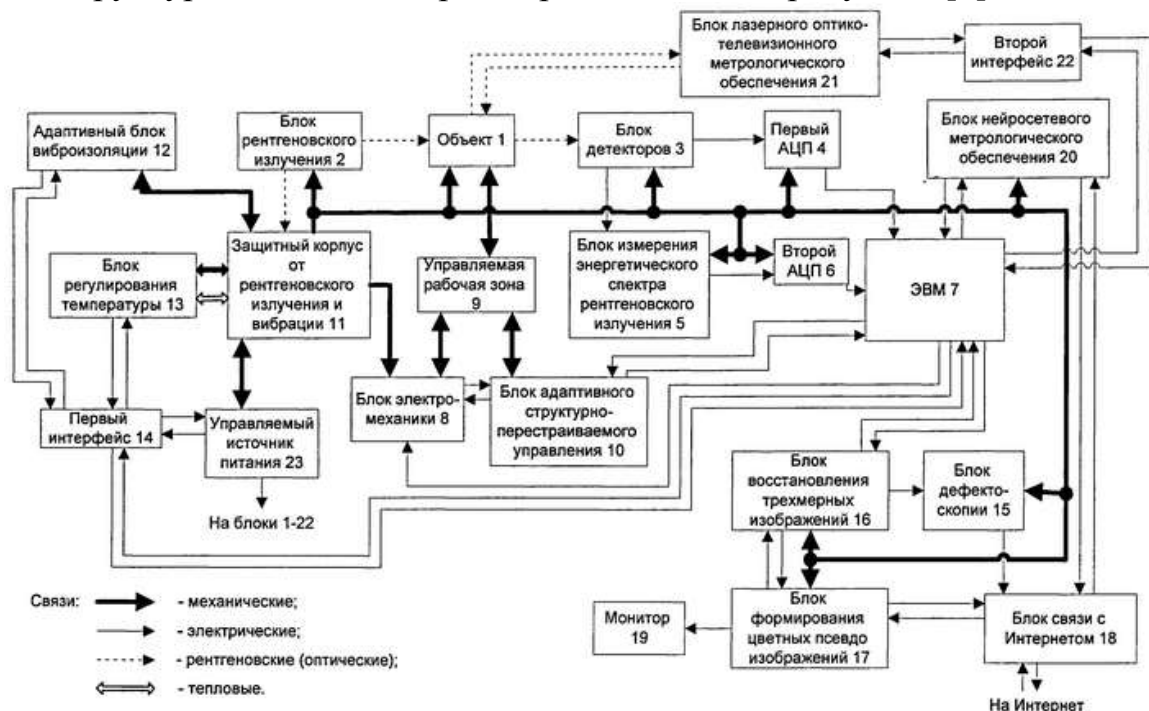 Блок лазерного оптико-
телевизионного
метрологического
обеспечения 21
Второй
интерфейс 22
Адаптивный блок
виброизоляции 12
Блок
рентгеновского
излучения 2
Объект 1
Блок
детекторов 3
Первый
АЦП 4
Блок нейросетевого
метрологического
обеспечения 20
Блок
регулирования
температуры 13
Защитный корпус
от
рентгеновского
излучения и
вибрации 11
Управляемая
рабочая зона
9
Блок измерения
энергетического
спектра
рентгеновского
излучения 5
Второй
АЦП 6
ЭВМ 7
Первый
интерфейс 14
Управляемый
источник
питания 23
Блок электро-
механики 8
Блок адаптивного
структурно-
перестраиваемого
управления 10
На блоки 1-22
Блок
восстановления
трехмерных
изображений 16
Блок
дефекто-
скопии 15
Связи:
- механические;
- электрические;
- рентгеновские (оптические);
- тепловые.
Монитор
19
Блок
формирования
цветных псевдо
изображений 17
Блок связи с
Интернетом 18
На Интернет